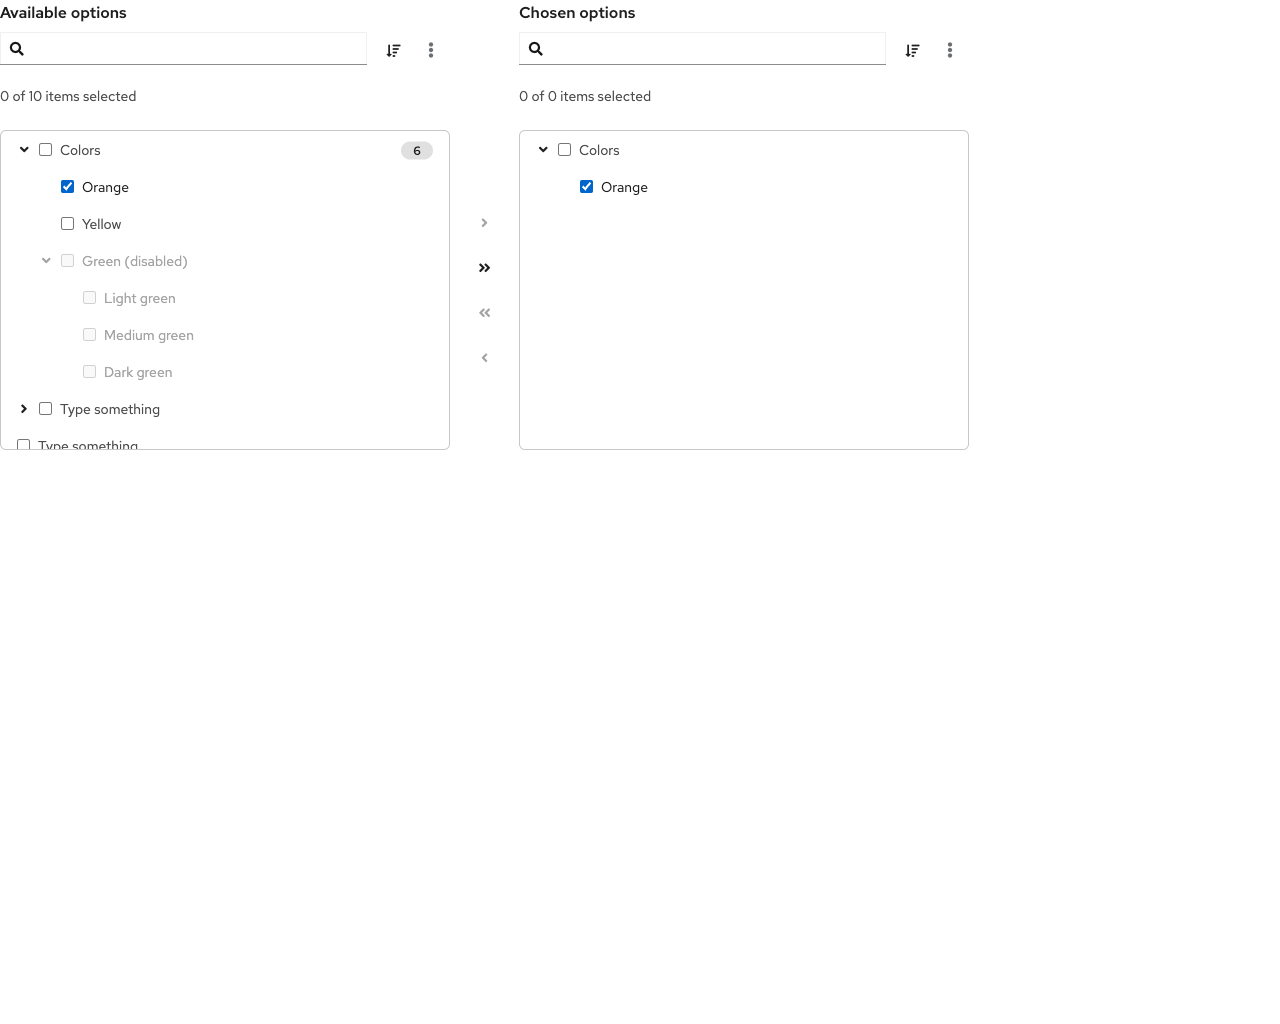 Available options
Chosen options
0 of 10 items selected
0 of 0 items selected
Colors
6
Orange
Yellow
Green (disabled)
Light green
Medium green
Dark green
Type something
Type something
Colors
Orange